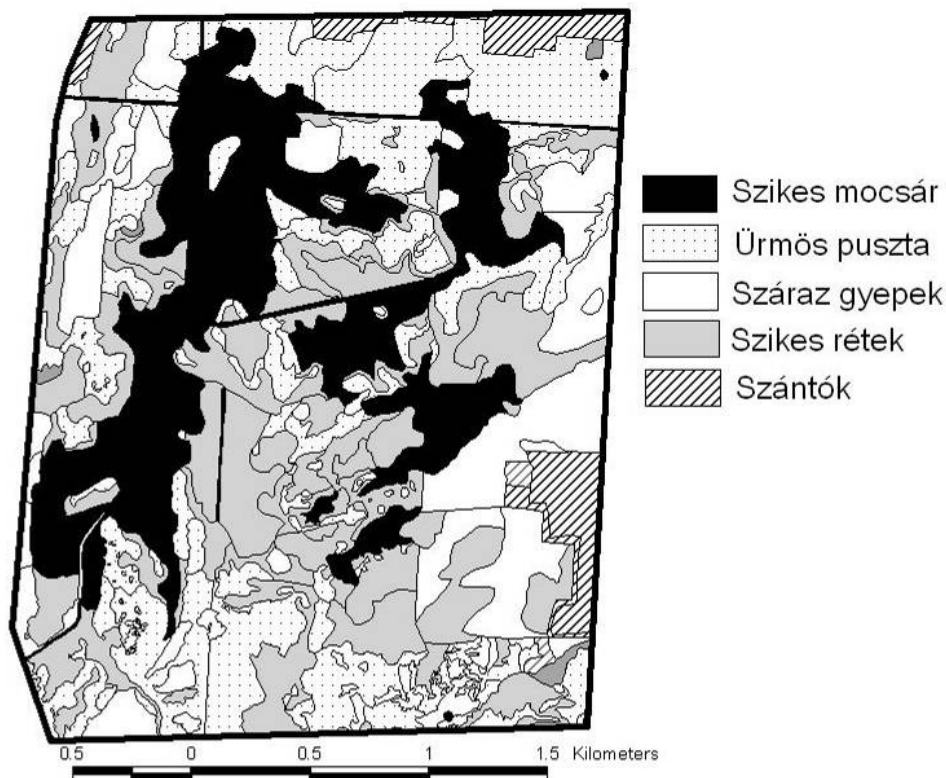 Szikes mocsár
Ürmös puszta
Száraz gyepek
Szikes rétek
Szántók
0.5 0 0.5 1 1.5 Kilometers